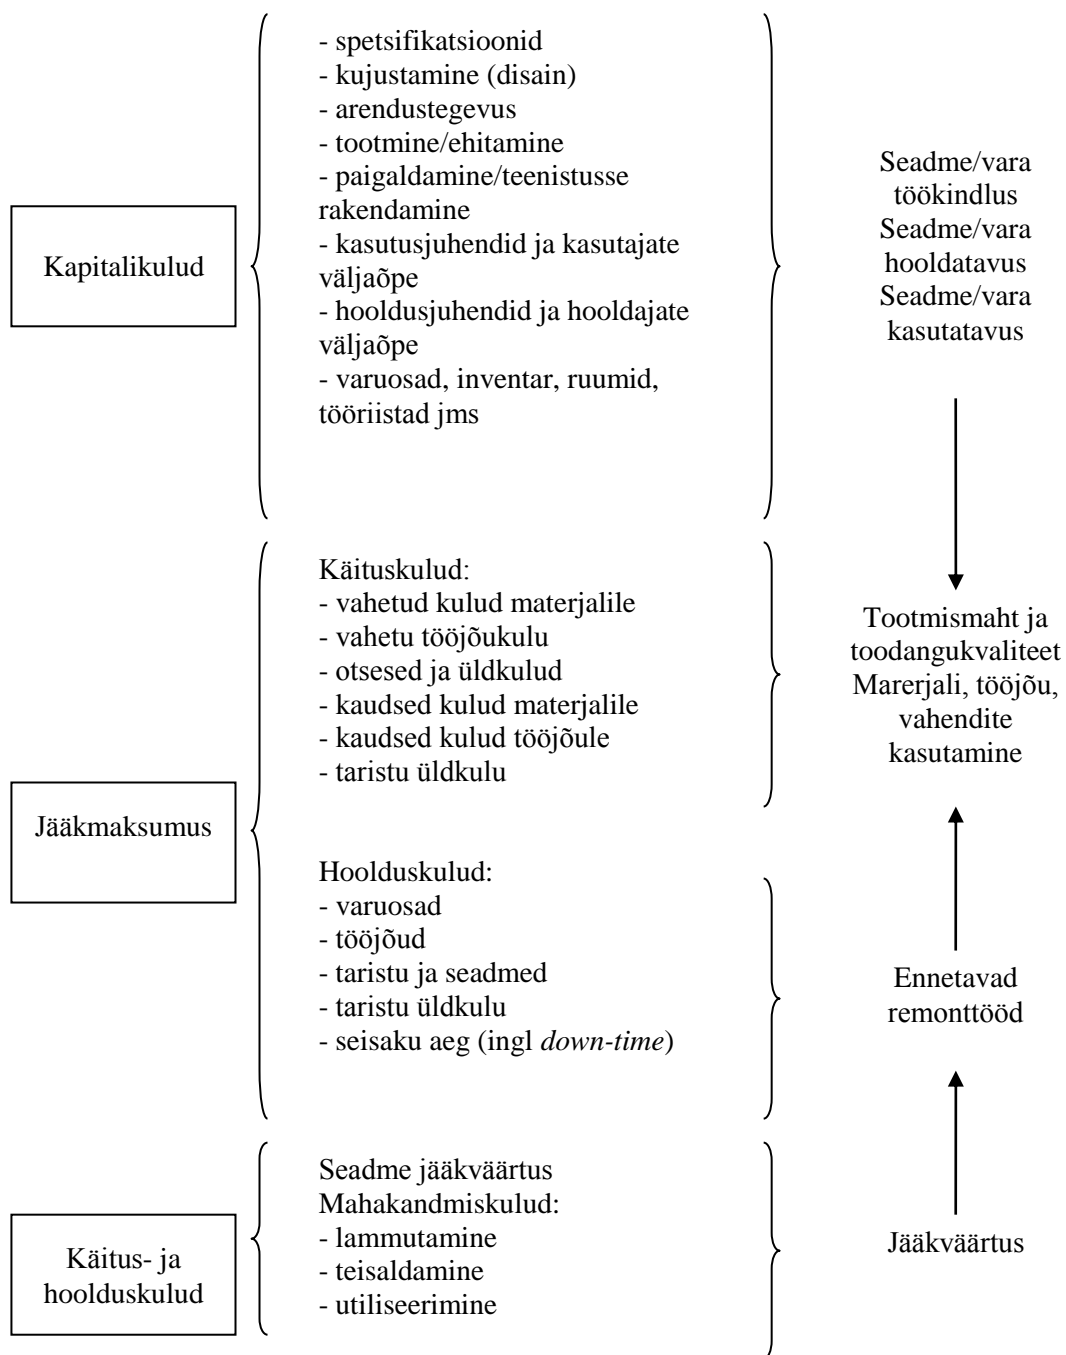 Kapitalikulud
- spetsifikatsioonid
- kujustamine (disain)
- arendustegevus
- tootmine/ehitamine
- paigaldamine/teenistusse
rakendamine
- kasutusjuhendid ja kasutajate
väljaõpe
- hooldusjuhendid ja hooldajate
väljaõpe
- varuosad, inventar, ruumid,
tööriistad jms
Seadme/vara
töökindlus
Seadme/vara
hooldatavus
Seadme/vara
kasutatavus
Jääkmaksumus
Käituskulud:
- vahetud kulud materjalile
- vahetu tööjõukulu
- otsesed ja üldkulud
- kaudsed kulud materjalile
- kaudsed kulud tööjõule
- taristu üldkulu
Tootmismaht ja
toodangukvaliteet
Marerjali, tööjõu,
vahendite
kasutamine
Hoolduskulud:
- varuosad
- tööjõud
- taristu ja seadmed
- taristu üldkulu
- seisaku aeg (ingl down-time)
Ennetavad
remonttööd
Käitus- ja
hoolduskulud
Seadme jääkväärtus
Mahakandmiskulud:
- lammutamine
- teisaldamine
- utiliseerimine
Jääkväärtus